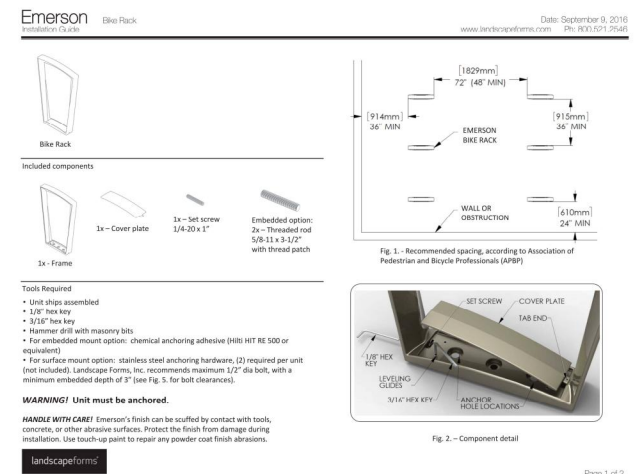 Emerson
Bike Rack
Installation Guide
Date: September 9, 2016
www.landscapeforms.com Ph: 800.521.2546
Bike Rack
Included components
1x - Frame
1x – Cover plate
1x – Set screw
1/4-20 x 1"
Embedded option:
2x – Threaded rod
5/8-11 x 3-1/2"
with thread patch
Tools Required
• Unit ships assembled
• 1/8" hex key
• 3/16" hex key
• Hammer drill with masonry bits
• For embedded mount option: chemical anchoring adhesive (Hilti HIT RE 500 or
equivalent)
• For surface mount option: stainless steel anchoring hardware, (2) required per unit
(not included). Landscape Forms, Inc. recommends maximum 1/2" dia bolt, with a
minimum embedded depth of 3" (see Fig. 5. for bolt clearances).
WARNING! Unit must be anchored.
HANDLE WITH CARE! Emerson's finish can be scuffed by contact with tools,
concrete, or other abrasive surfaces. Protect the finish from damage during
installation. Use touch-up paint to repair any powder coat finish abrasions.
landscapeforms®
[1829mm]
72" (48" MIN)
[914mm]
36" MIN
[915mm]
36" MIN
EMERSON
BIKE RACK
WALL OR
OBSTRUCTION
[610mm]
24" MIN
Fig. 1. - Recommended spacing, according to Association of
Pedestrian and Bicycle Professionals (APBP)
SET SCREW
COVER PLATE
TAB END
1/8" HEX
KEY
LEVELING
GLIDES
3/16" HEX KEY
ANCHOR
HOLE LOCATIONS
Fig. 2. – Component detail
Page 1 of 2